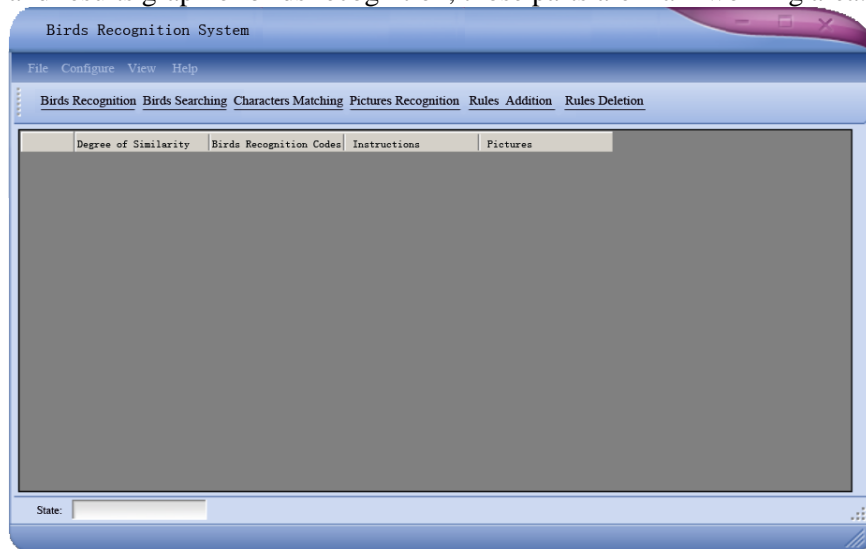 Birds Recognition System
File Configure View Help
Birds Recognition Birds Searching Characters Matching Pictures Recognition Rules Addition Rules Deletion
Degree of Similarity Birds Recognition Codes Instructions Pictures
State: